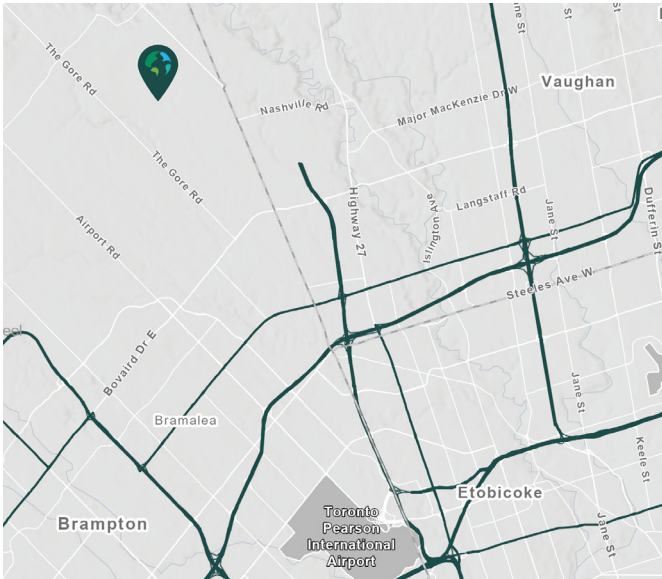 The Gore Rd
Vaughan
Nashville Rd
Major MacKenzie Dr W
The Gore Rd
Highway 27
Islington Ave
Langstaff Rd
Jane St
Dufferin St
Airport Rd
Steeles Ave W
Bovaird Dr E
Jane St
Bramalea
Keele St
Etobicoke
Brampton
Toronto
Pearson
International
Airport
Jane St